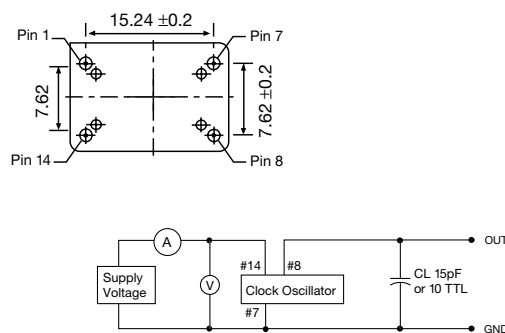 15.24 ±0.2
Pin 1
Pin 7
7.62
7.62 ±0.2
Pin 14
Pin 8
A
OUT
#14
#8
Supply
Voltage
V
Clock Oscillator
CL 15pF
or 10 TTL
#7
GND